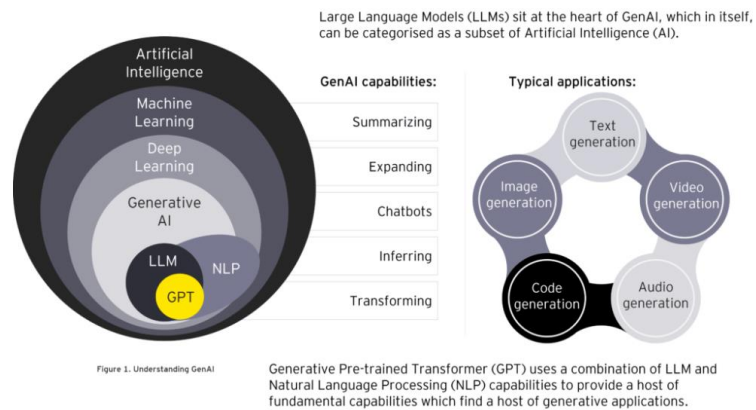 Large Language Models (LLMs) sit at the heart of GenAI, which in itself,
can be categorised as a subset of Artificial Intelligence (AI).
Artificial
Intelligence
Machine
Learning
Deep
Learning
Generative
AI
LLM
NLP
GPT
Figure 1. Understanding GenAI
GenAI capabilities:
Summarizing
Expanding
Chatbots
Inferring
Transforming
Typical applications:
Text
generation
Image
generation
Video
generation
Code
generation
Audio
generation
Generative Pre-trained Transformer (GPT) uses a combination of LLM and
Natural Language Processing (NLP) capabilities to provide a host of
fundamental capabilities which find a host of generative applications.